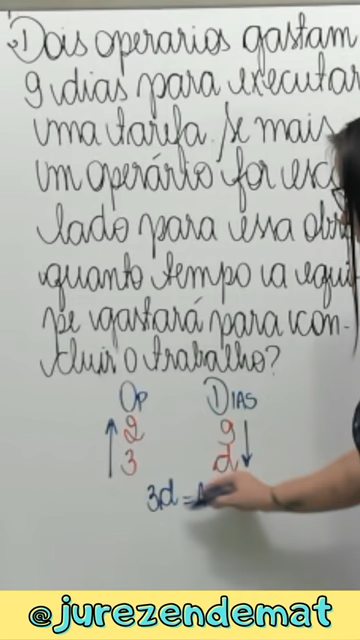 Dois operarios gastam
9 dias para executar
uma tarefa. Se mais
um operário for esca
lado para essa obra
quanto tempo a equi
pe gastará para con-
cluir o trabalho?
Op Dias
2 9
3 d
3d =
@jurezendemat